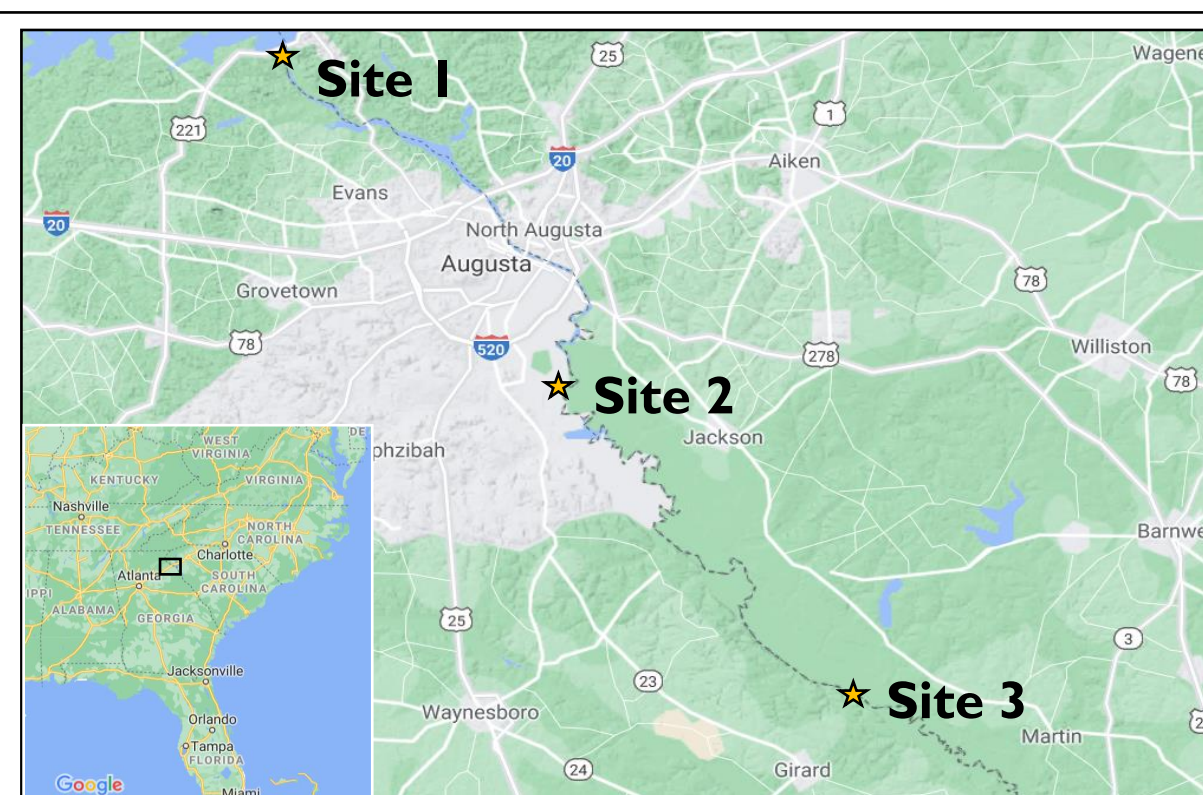 Site 1
25
Wagene
1
221
20
Aiken
Evans
20
North Augusta
Augusta
78
Grovetown
78
520
278
Williston
78
Site 2
Jackson
phzibah
Barnwe
25
3
23
Site 3
Waynesboro
2
Martin
24
Girard
WEST
VIRGINIA
DE
KENTUCKY
VIRGINIA
Nashville
TENNESSEE
NORTH
CAROLINA
Charlotte
Atlanta
SOUTH
CAROLINA
IPPI
ALABAMA
GEORGIA
Jacksonville
Orlando
Tampa
FLORIDA
Google
Miami